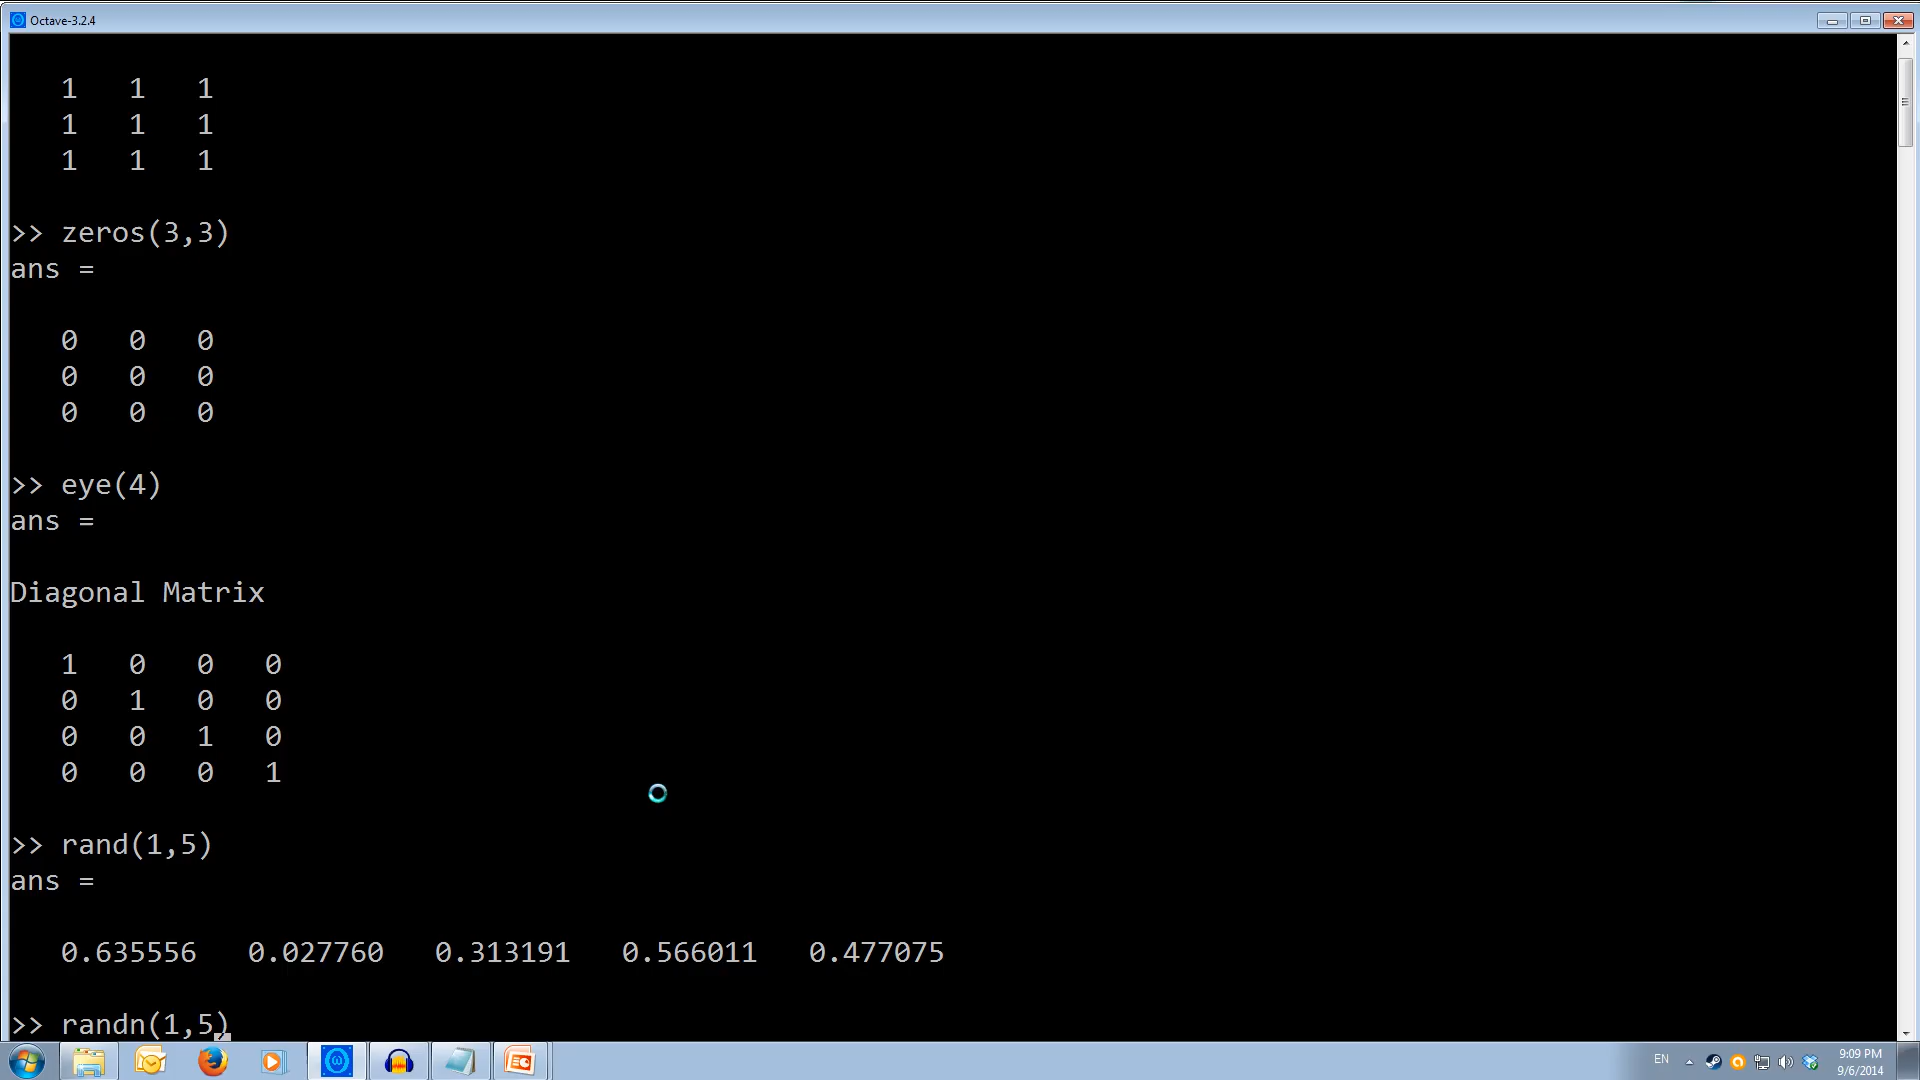 Octave-3.2.4
1 1 1
1 1 1
1 1 1
>> zeros(3,3)
ans =
0 0 0
0 0 0
0 0 0
>> eye(4)
ans =
Diagonal Matrix
1 0 0 0
0 1 0 0
0 0 1 0
0 0 0 1
>> rand(1,5)
ans =
0.635556 0.027760 0.313191 0.566011 0.477075
>> randn(1,5)
EN
9:09 PM
9/6/2014